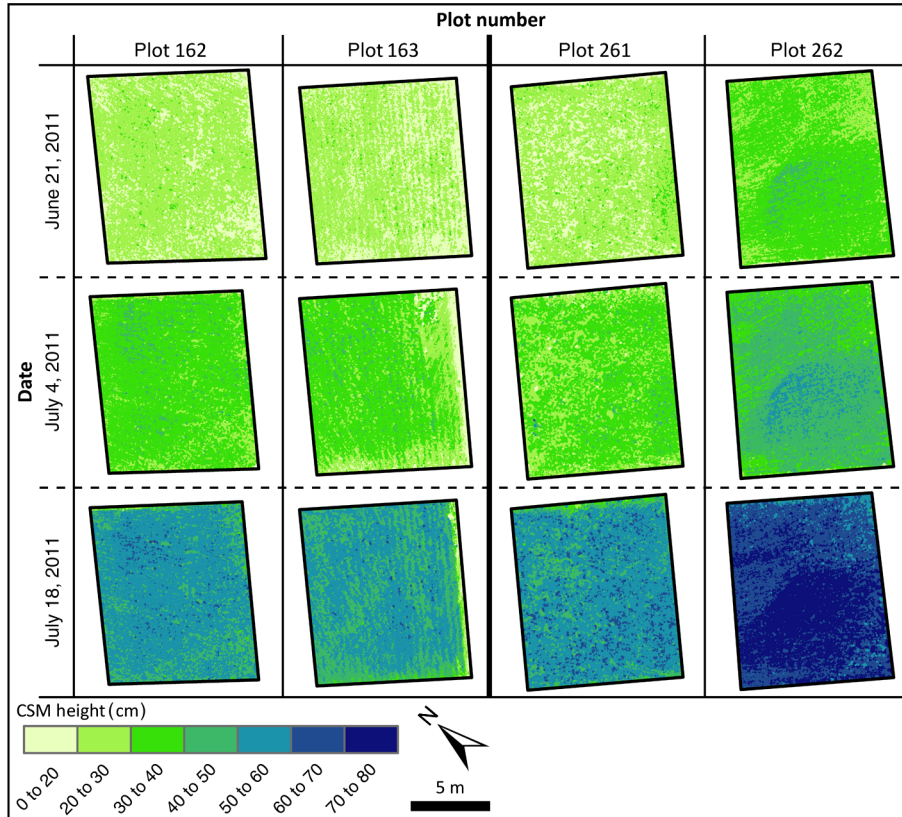 Plot number
Plot 162 Plot 163 Plot 261 Plot 262
Date
June 21, 2011
July 4, 2011
July 18, 2011
CSM height (cm)
0 to 20
20 to 30
30 to 40
40 to 50
50 to 60
60 to 70
70 to 80
N
5 m